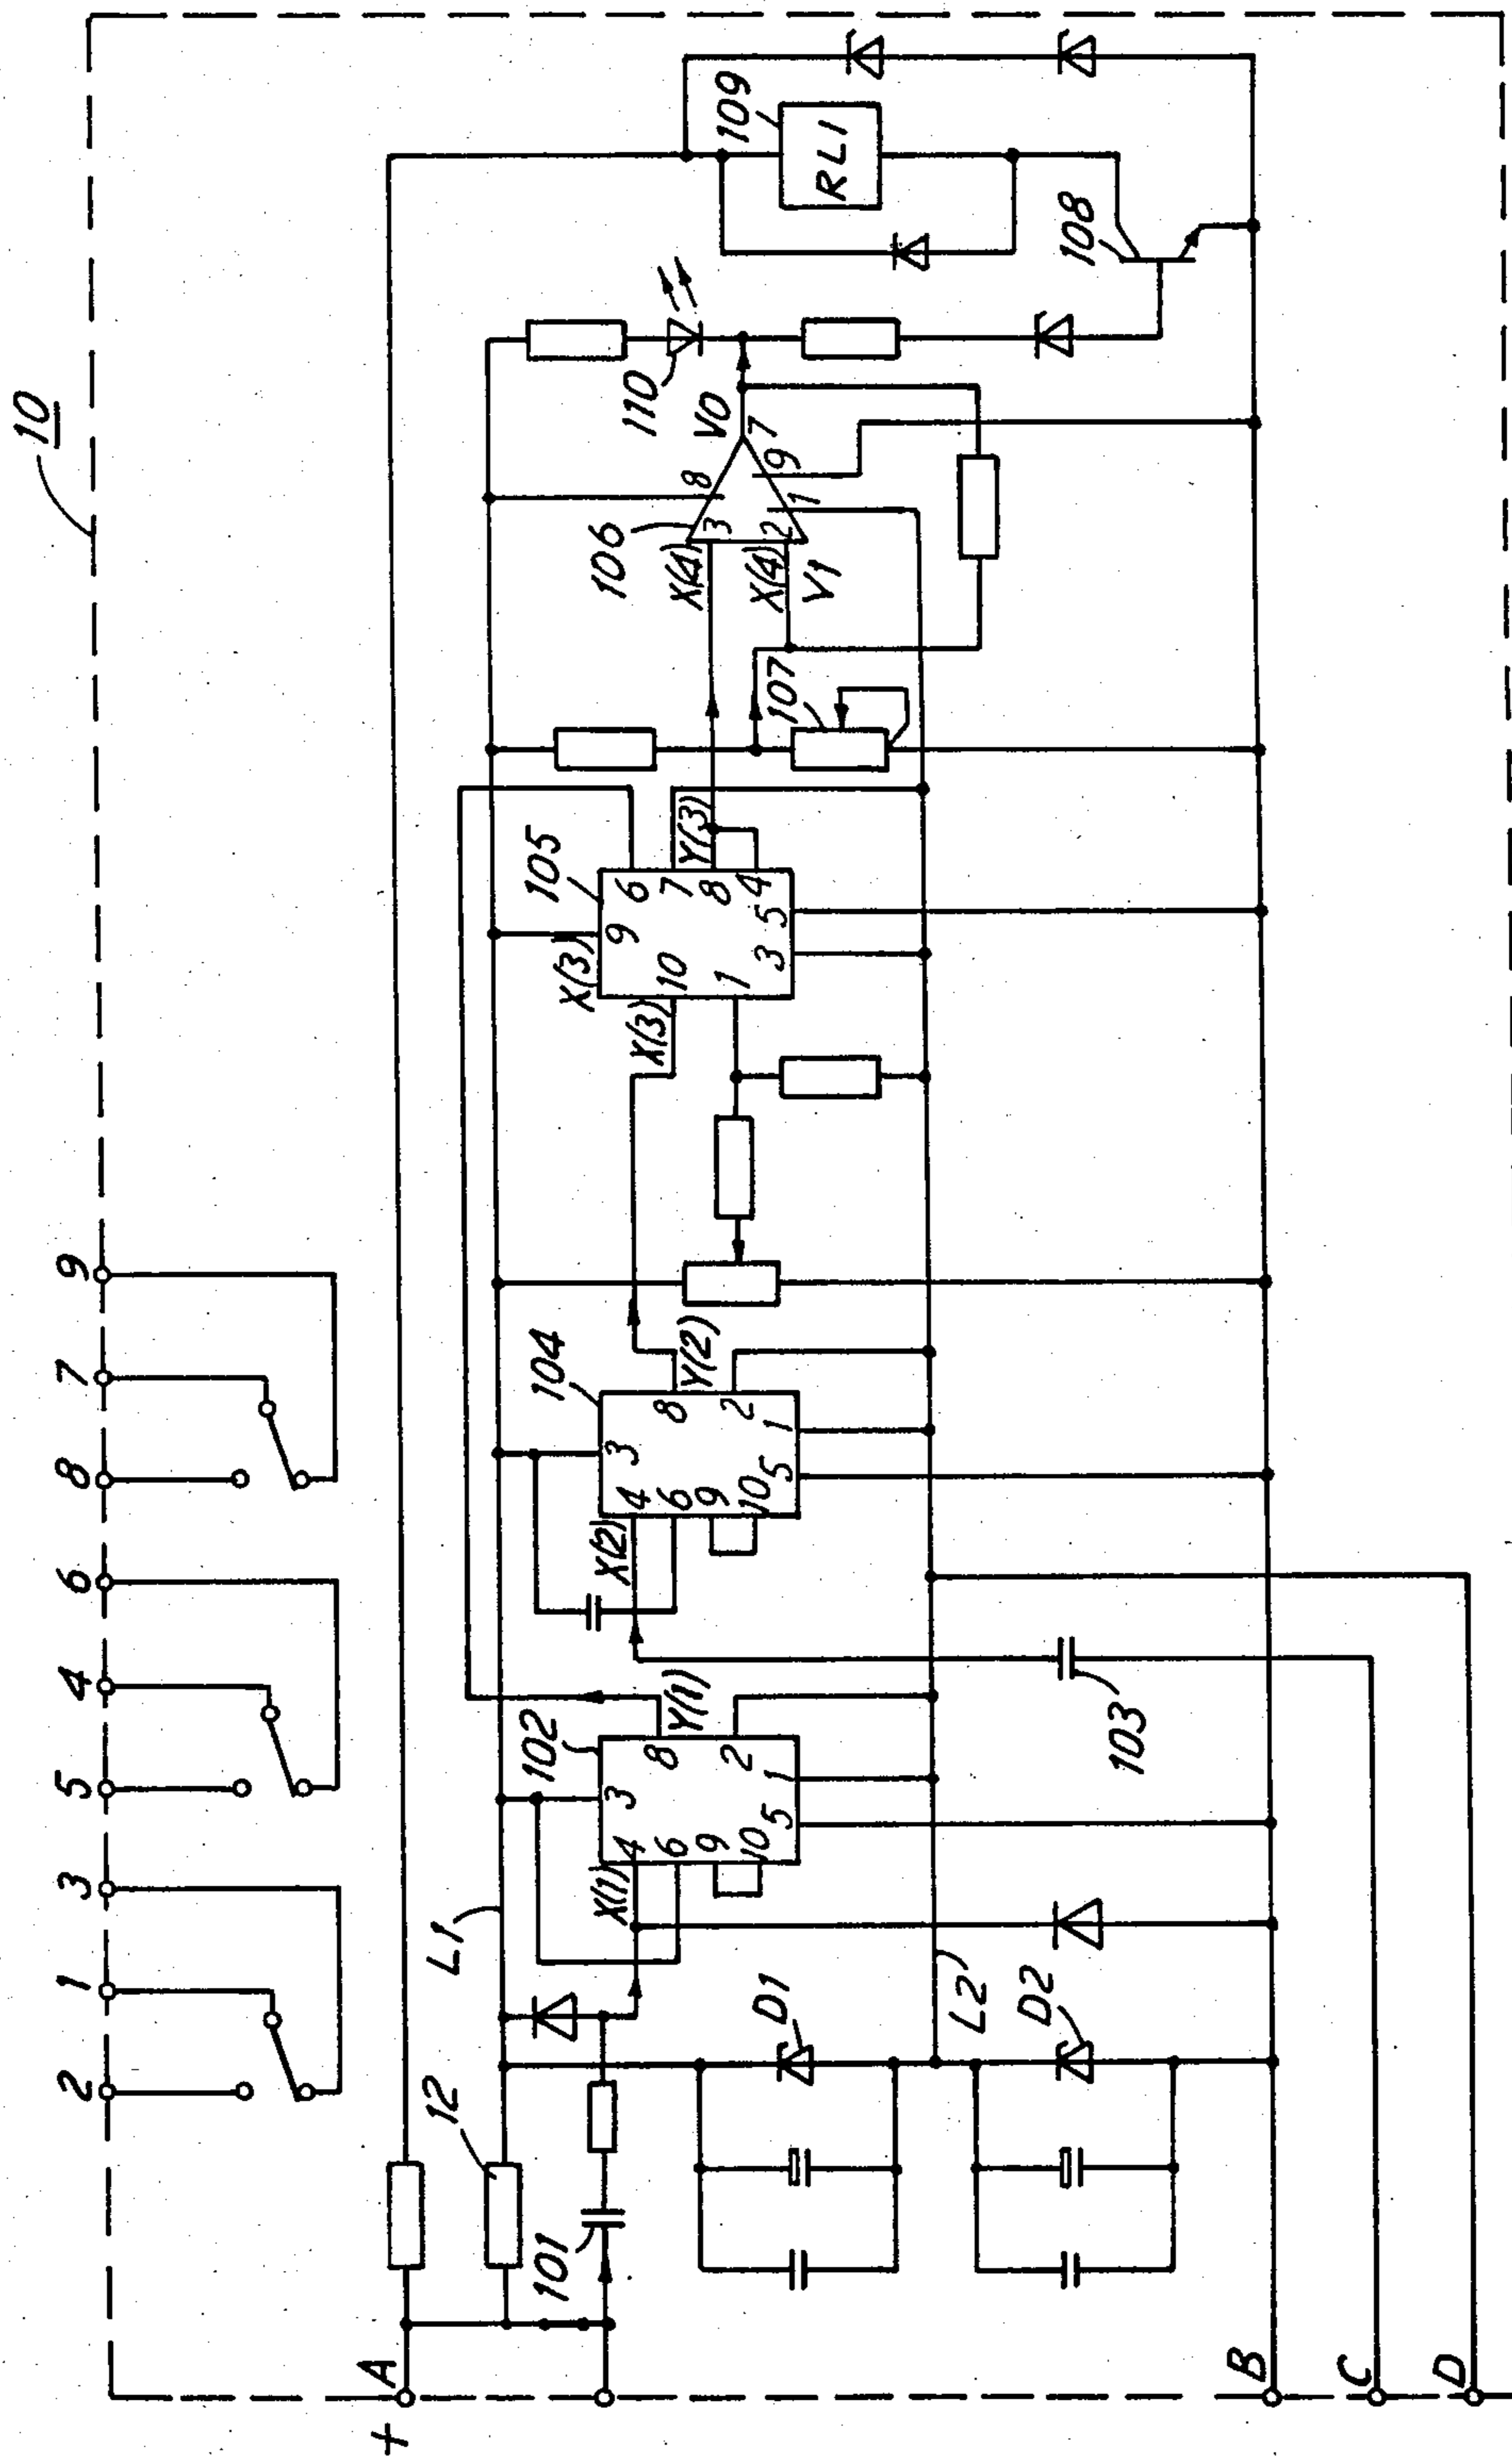 10
2 1 3 5 4 6 8 7 9
+ A
12
L1
101
X(1)
102
3
4
6
9
10
5
1
8
2
Y(1)
D1
L2
D2
103
X(2)
104
3
4
6
9
10
5
1
8
2
Y(2)
X(3)
X(3)
105
9
10
1
3
5
6
7
8
4
Y(3)
107
106
X(4)
X(4)
V1
3
2
8
1
9
7
V0
110
109
RL1
108
B
C
D